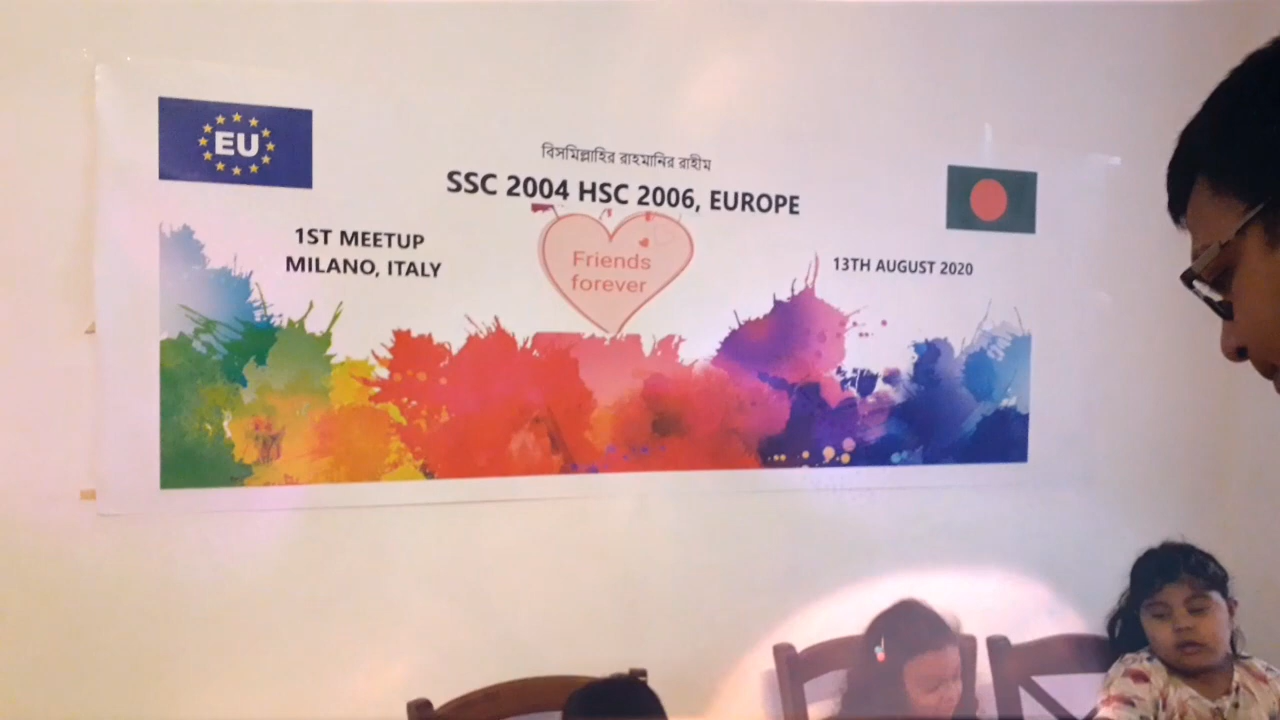 EU
বিসমিল্লাহির রাহমানির রাহীম
SSC 2004 HSC 2006, EUROPE
1ST MEETUP
MILANO, ITALY
Friends
forever
13TH AUGUST 2020